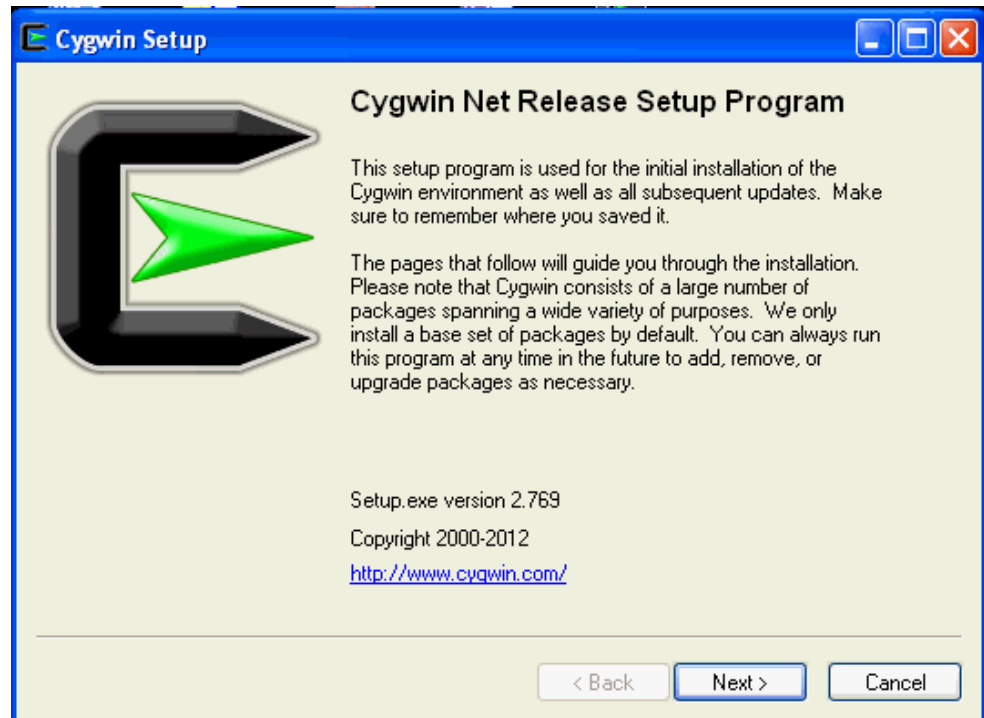 Cygwin Setup
Cygwin Net Release Setup Program
This setup program is used for the initial installation of the
Cygwin environment as well as all subsequent updates.  Make
sure to remember where you saved it.
The pages that follow will guide you through the installation.
Please note that Cygwin consists of a large number of
packages spanning a wide variety of purposes.  We only
install a base set of packages by default.  You can always run
this program at any time in the future to add, remove, or
upgrade packages as necessary.
Setup.exe version 2.769
Copyright 2000-2012
http://www.cygwin.com/
< Back
Next >
Cancel